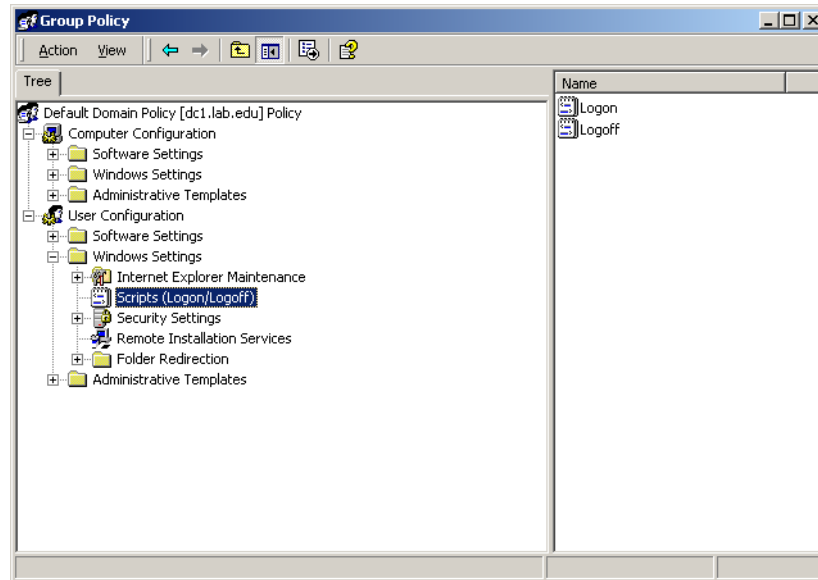 Group Policy
Action View
Tree
Name
Default Domain Policy [dc1.lab.edu] Policy
Computer Configuration
Software Settings
Windows Settings
Administrative Templates
User Configuration
Software Settings
Windows Settings
Internet Explorer Maintenance
Scripts (Logon/Logoff)
Security Settings
Remote Installation Services
Folder Redirection
Administrative Templates
Logon
Logoff